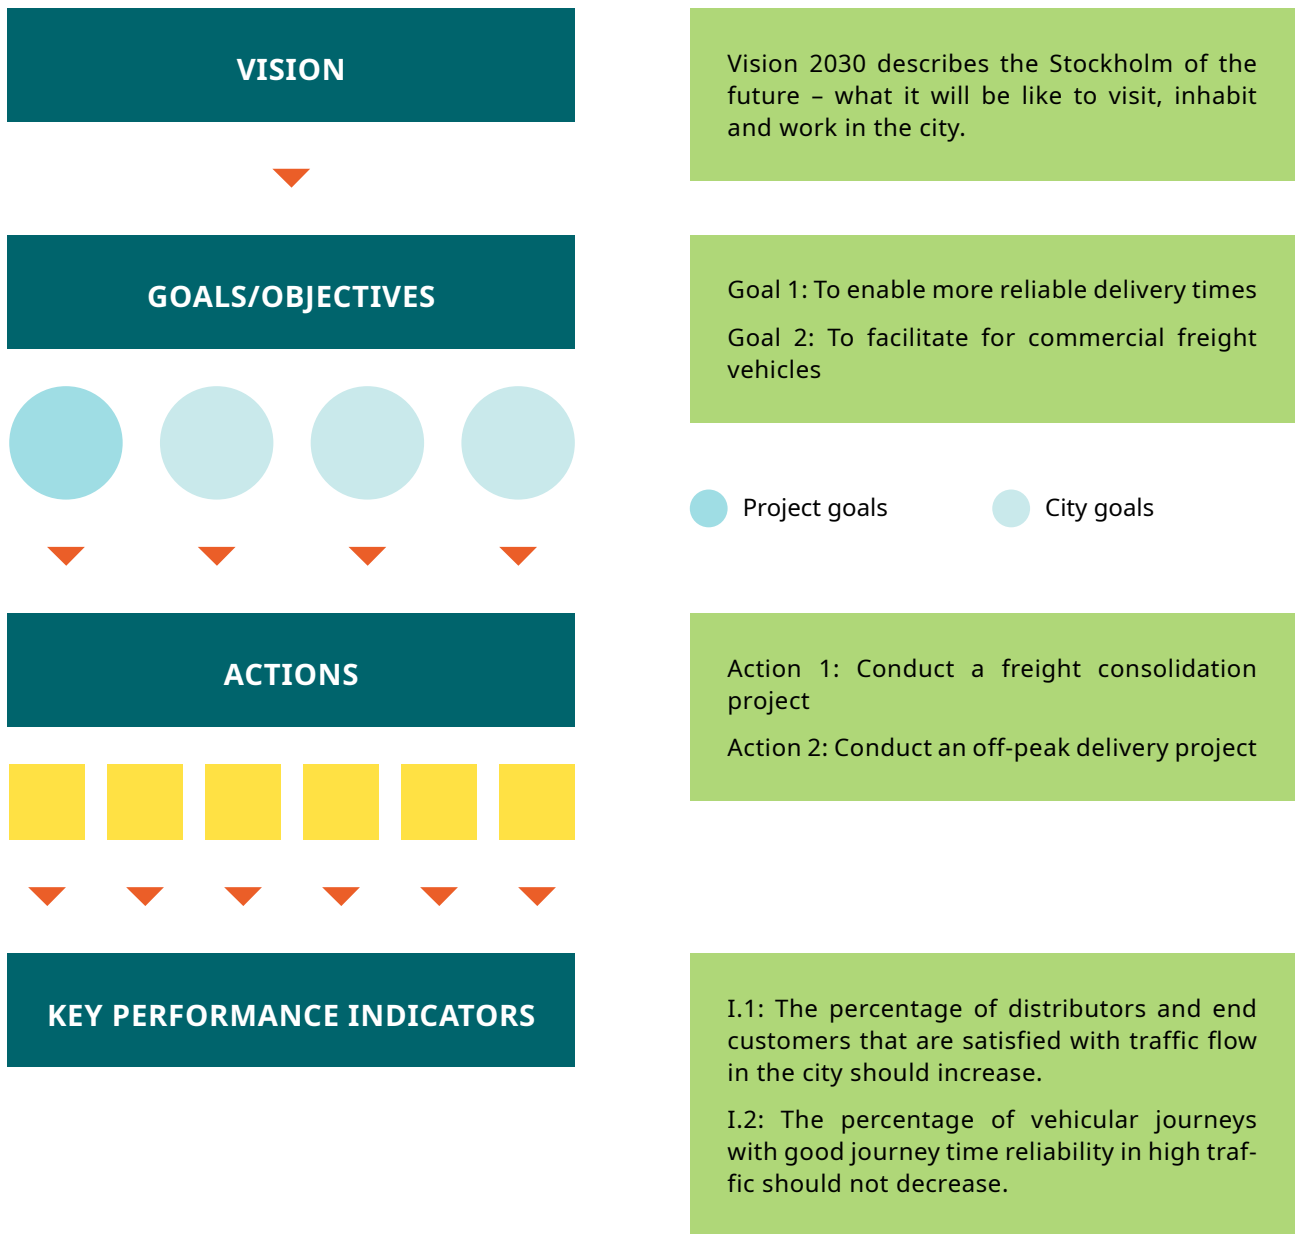 VISION
Vision 2030 describes the Stockholm of the
future – what it will be like to visit, inhabit
and work in the city.
GOALS/OBJECTIVES
Goal 1: To enable more reliable delivery times
Goal 2: To facilitate for commercial freight
vehicles
Project goals
City goals
ACTIONS
Action 1: Conduct a freight consolidation
project
Action 2: Conduct an off-peak delivery project
KEY PERFORMANCE INDICATORS
I.1: The percentage of distributors and end
customers that are satisfied with traffic flow
in the city should increase.
I.2: The percentage of vehicular journeys
with good journey time reliability in high traf-
fic should not decrease.